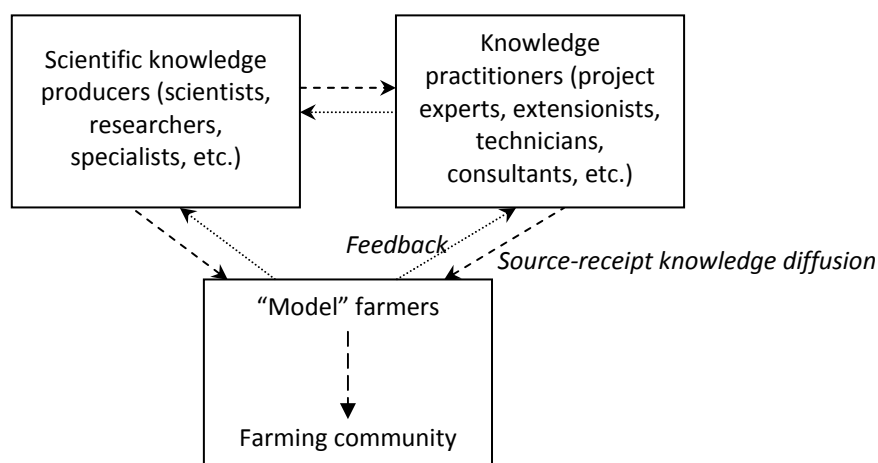 Scientific knowledge
producers (scientists,
researchers,
specialists, etc.)
Knowledge
practitioners (project
experts, extensionists,
technicians,
consultants, etc.)
Feedback
Source-receipt knowledge diffusion
“Model” farmers
Farming community